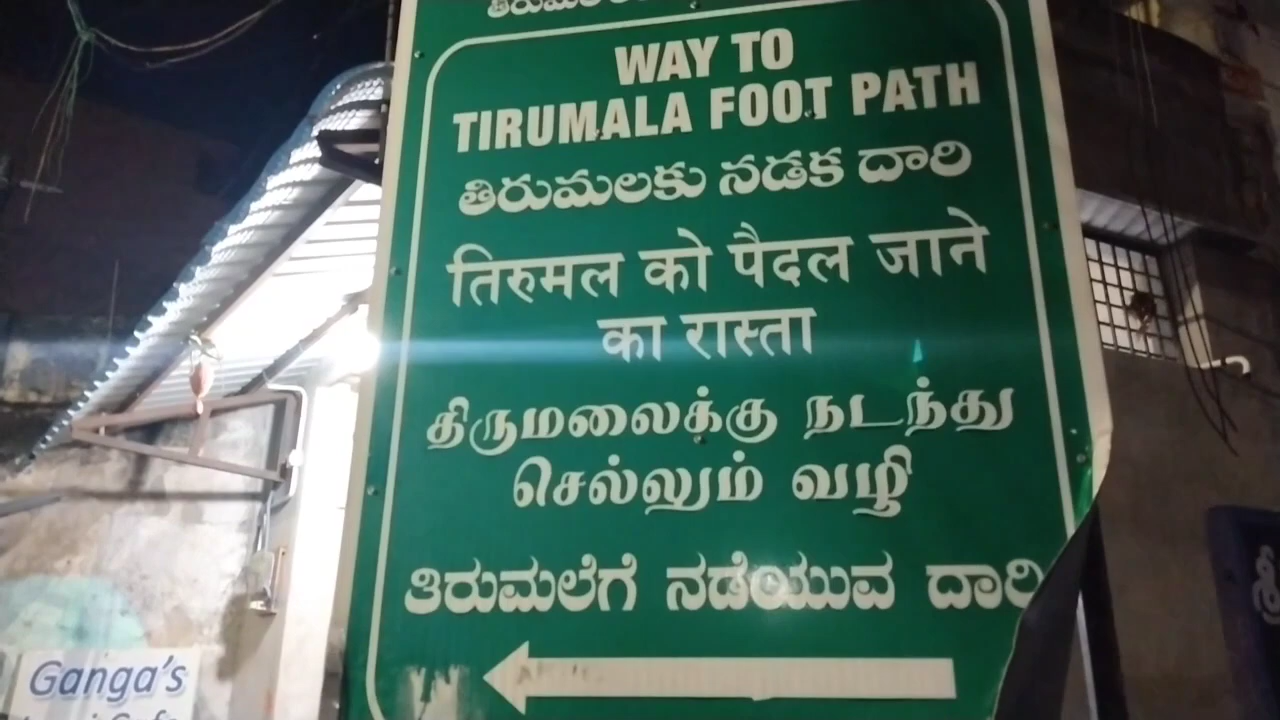 WAY TO
TIRUMALA FOOT PATH
తిరుమలకు నడక దారి
तिरुमल को पैदल जाने
का रास्ता
திருமலைக்கு நடந்து
செல்லும் வழி
ತಿರುಮಲೆಗೆ ನಡೆಯುವ ದಾರಿ
Ganga's